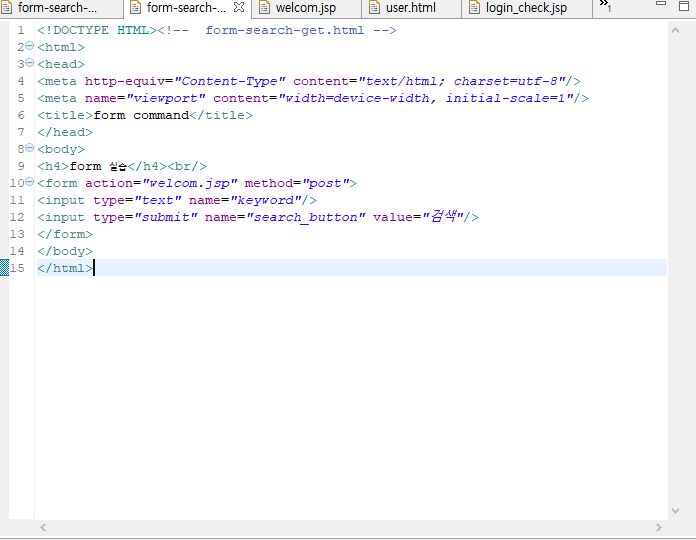 form-search-...
form-search-...
welcom.jsp
user.html
login_check.jsp
»1
1 <!DOCTYPE HTML><!--  form-search-get.html -->
2 <html>
3 <head>
4 <meta http-equiv="Content-Type" content="text/html; charset=utf-8"/>
5 <meta name="viewport" content="width=device-width, initial-scale=1"/>
6 <title>form command</title>
7 </head>
8 <body>
9 <h4>form 실습</h4><br/>
10 <form action="welcom.jsp" method="post">
11 <input type="text" name="keyword"/>
12 <input type="submit" name="search_button" value="검색"/>
13 </form>
14 </body>
15 </html>